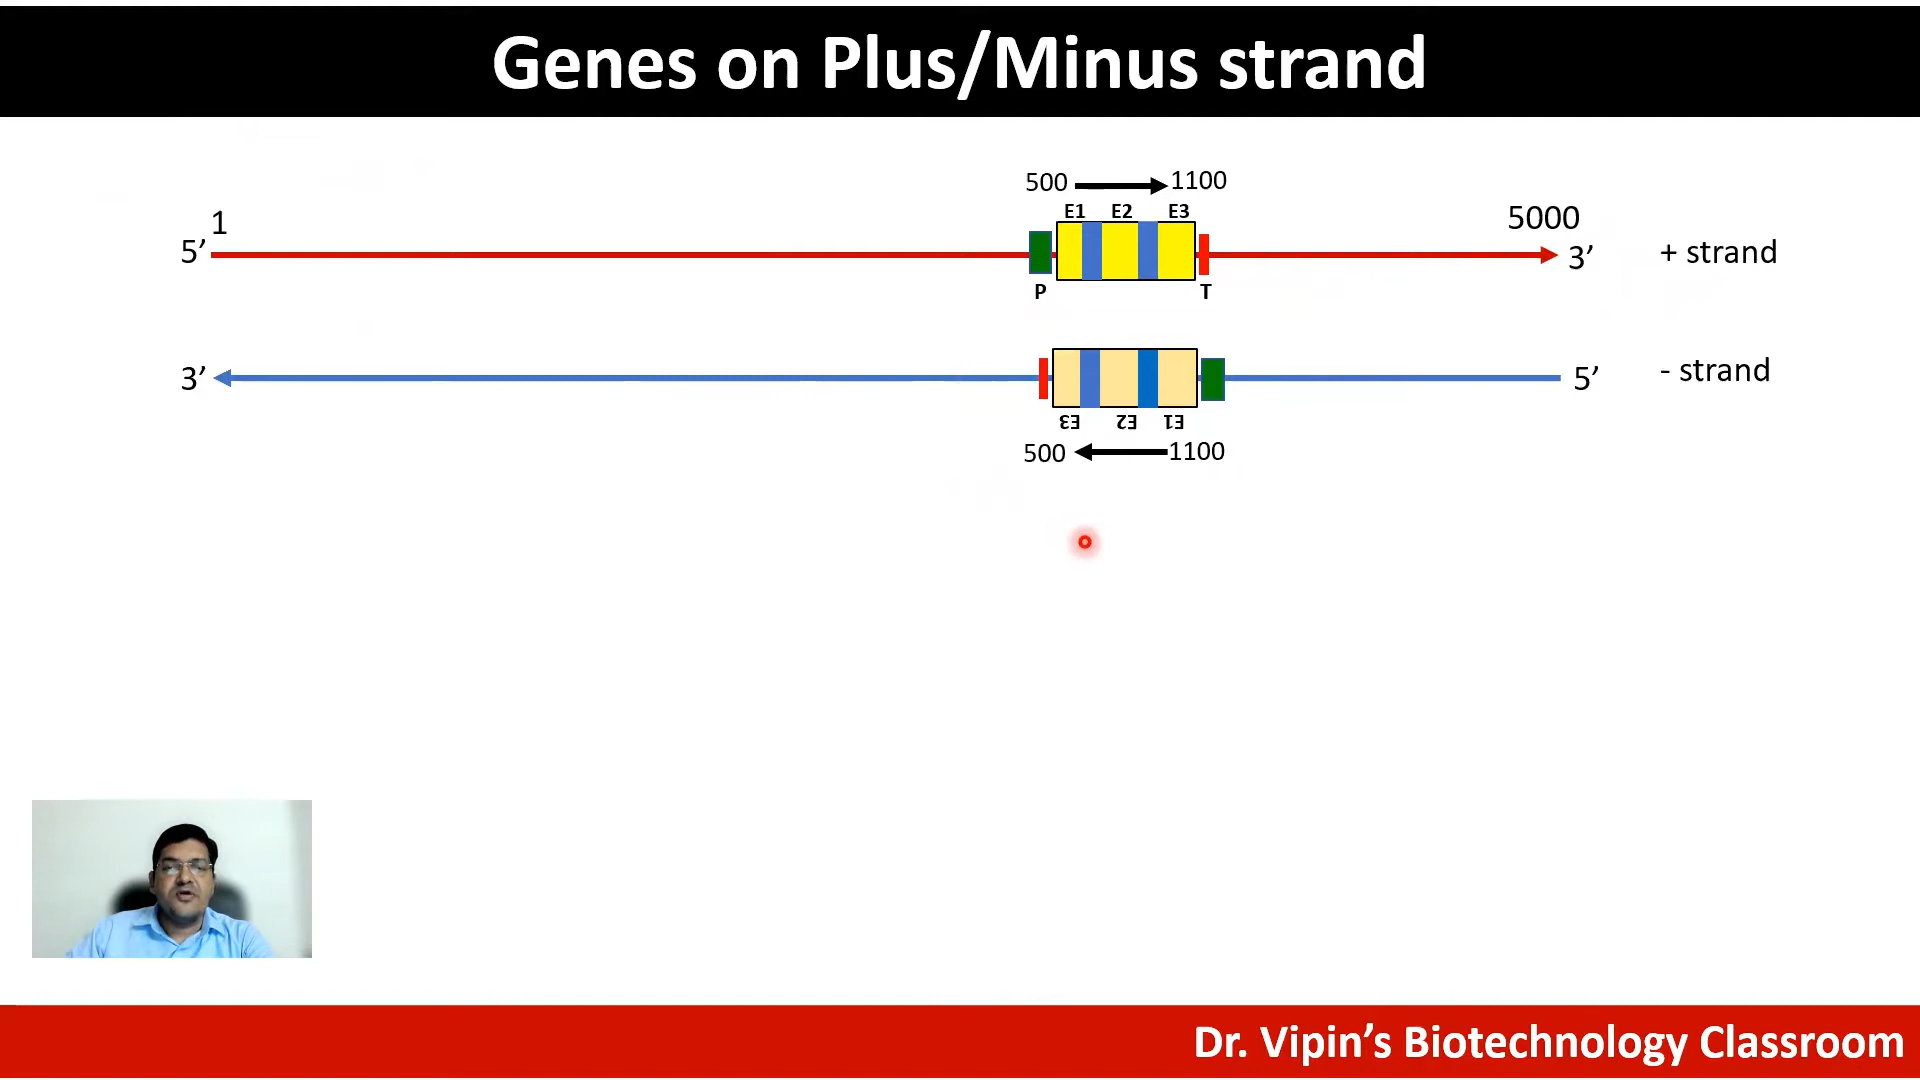 Genes on Plus/Minus strand
500 1100
E1 E2 E3
1 5000
5’ 3’ + strand
P T
3’ 5’ - strand
E3 E2 E1
500 1100
Dr. Vipin’s Biotechnology Classroom